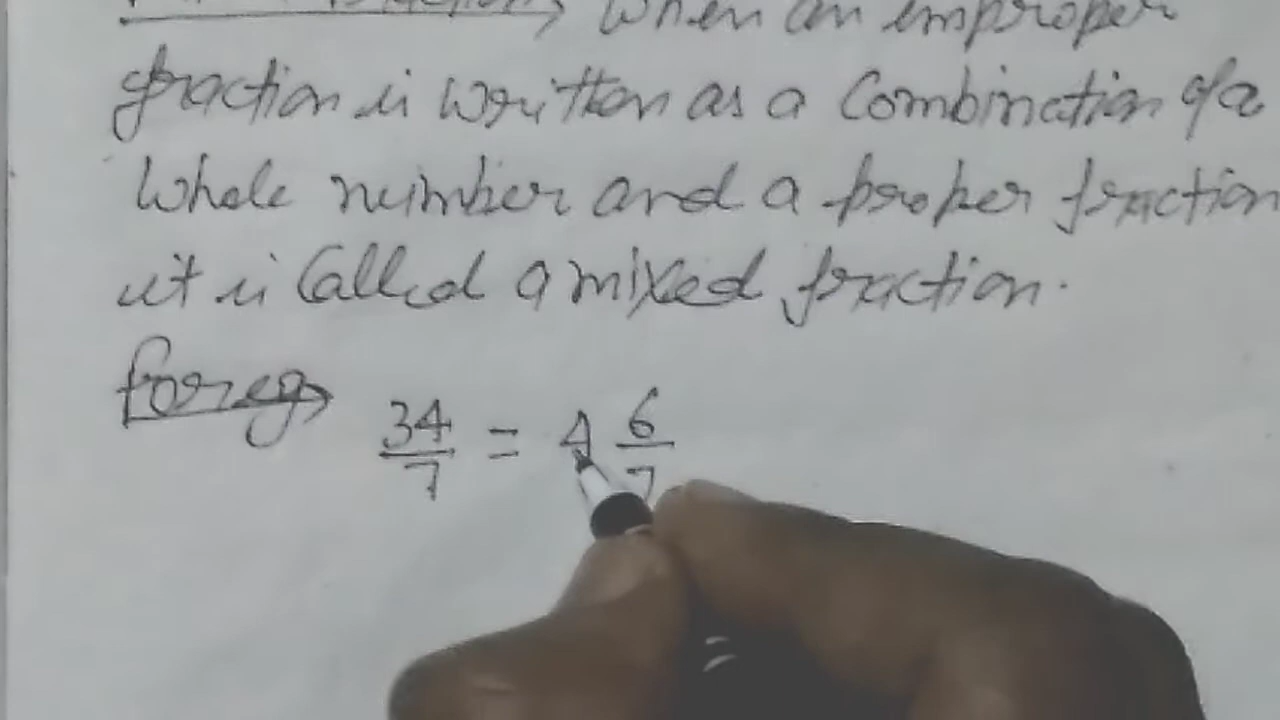 When an improper
fraction is written as a Combination of a
Whole number and a proper fraction
it is Called a mixed fraction.
for eg→ 34/7 = 4 6/7